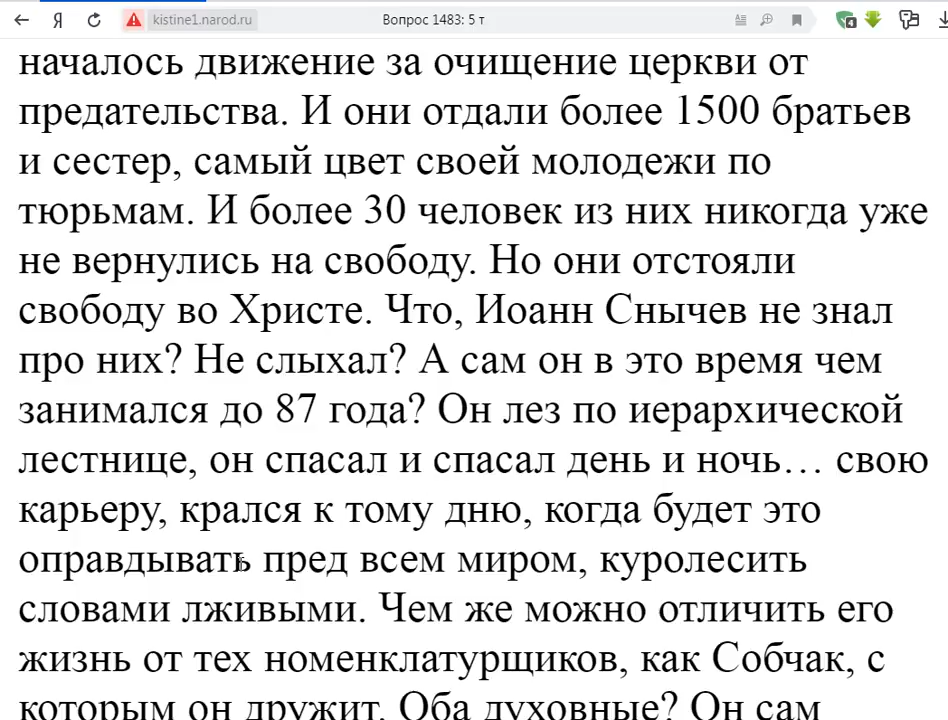 Я
kistine1.narod.ru
Вопрос 1483: 5 т
4
началось движение за очищение церкви от
предательства. И они отдали более 1500 братьев
и сестер, самый цвет своей молодежи по
тюрьмам. И более 30 человек из них никогда уже
не вернулись на свободу. Но они отстояли
свободу во Христе. Что, Иоанн Снычев не знал
про них? Не слыхал? А сам он в это время чем
занимался до 87 года? Он лез по иерархической
лестнице, он спасал и спасал день и ночь… свою
карьеру, крался к тому дню, когда будет это
оправдывать пред всем миром, куролесить
словами лживыми. Чем же можно отличить его
жизнь от тех номенклатурщиков, как Собчак, с
которым он дружит. Оба духовные? Он сам